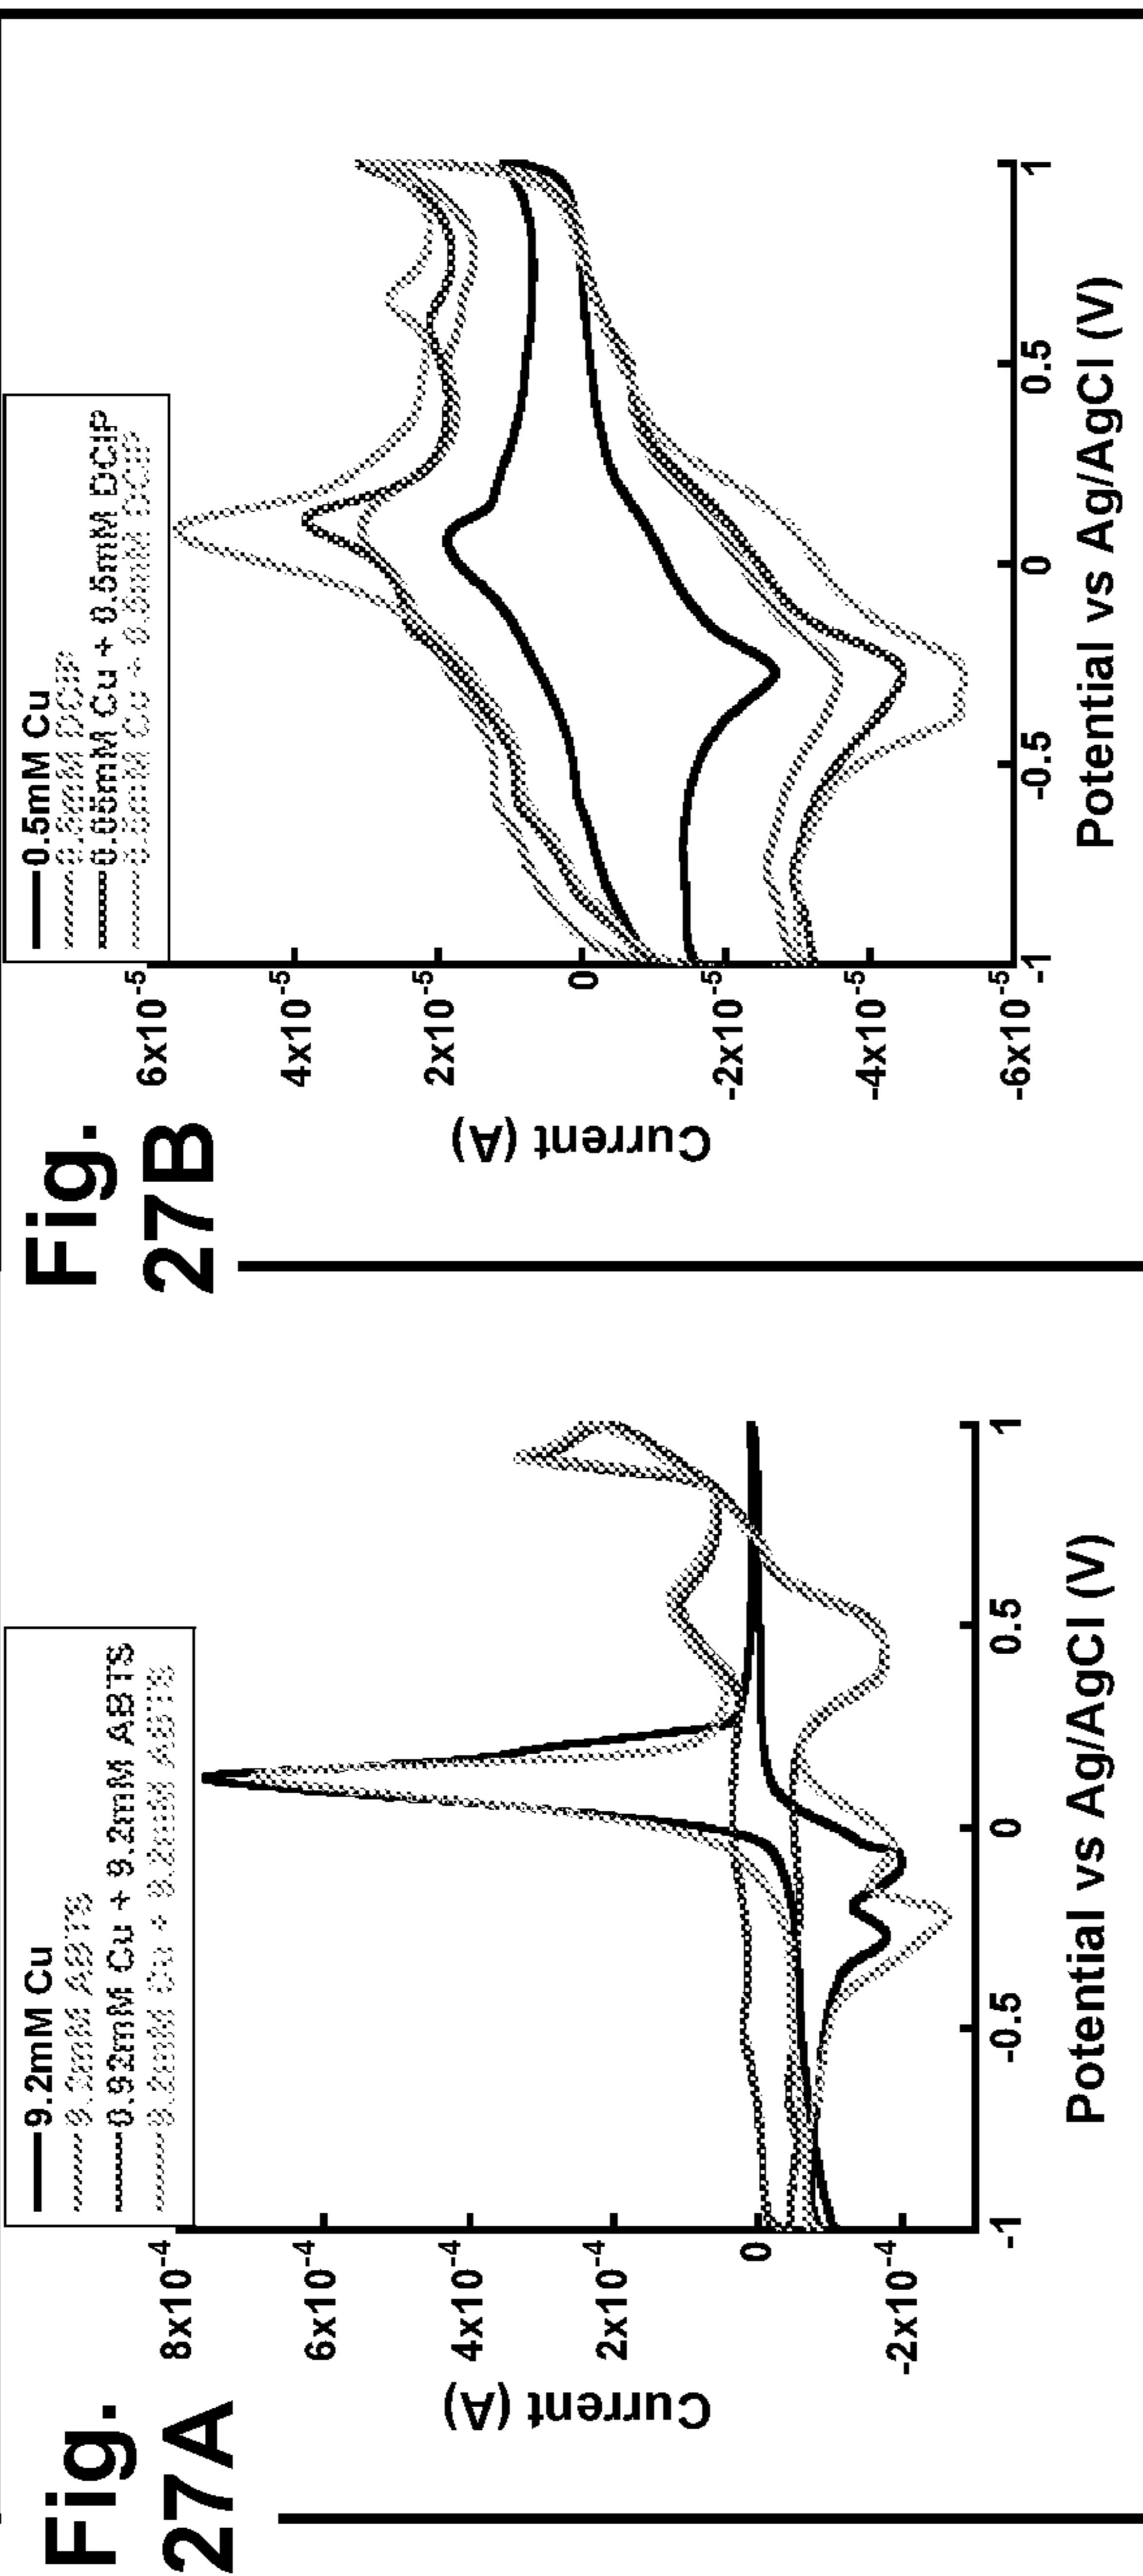 Fig.
27A
9.2mM Cu
9.2mM ABTS
0.92mM Cu + 9.2mM ABTS
9.2mM Cu + 9.2mM ABTS
8x10-4
6x10-4
4x10-4
2x10-4
0
-2x10-4
Current (A)
-1
-0.5
0
0.5
1
Potential vs Ag/AgCl (V)
Fig.
27B
0.5mM Cu
0.5mM DCIP
0.05mM Cu + 0.5mM DCIP
0.5mM Cu + 0.5mM DCIP
6x10-5
4x10-5
2x10-5
0
-2x10-5
-4x10-5
-6x10-5
Current (A)
-1
-0.5
0
0.5
1
Potential vs Ag/AgCl (V)